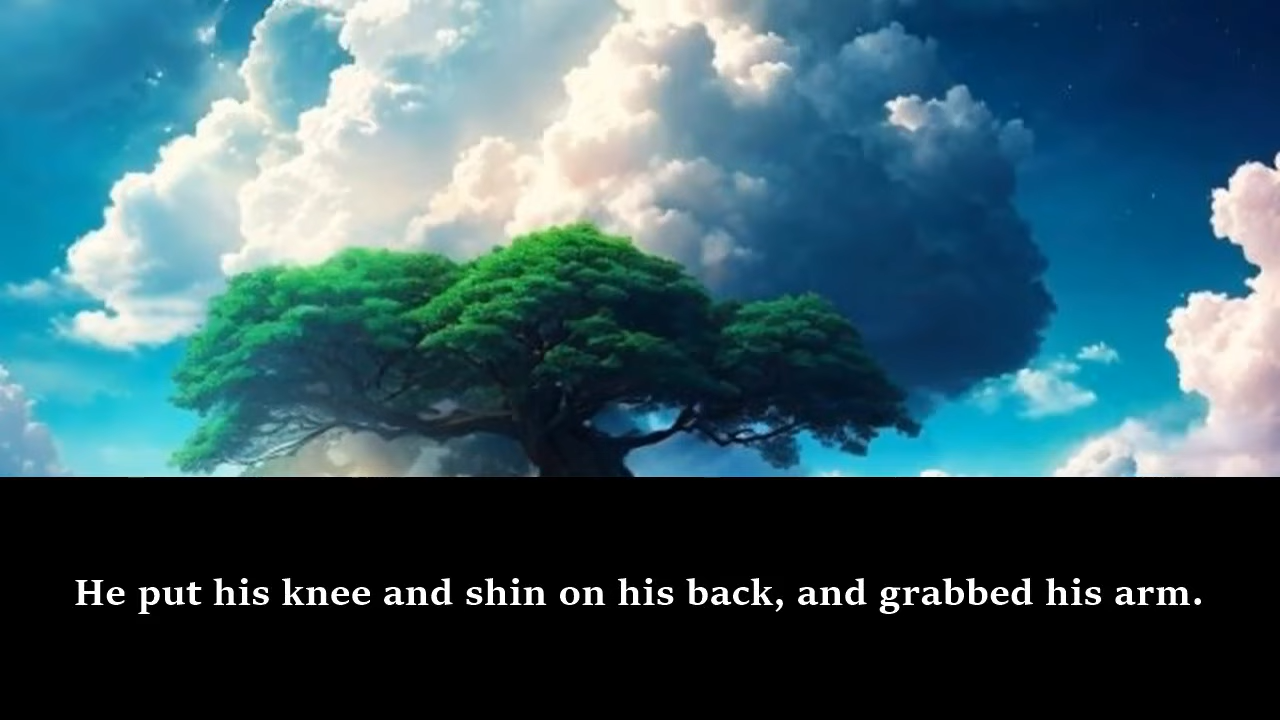 He put his knee and shin on his back, and grabbed his arm.